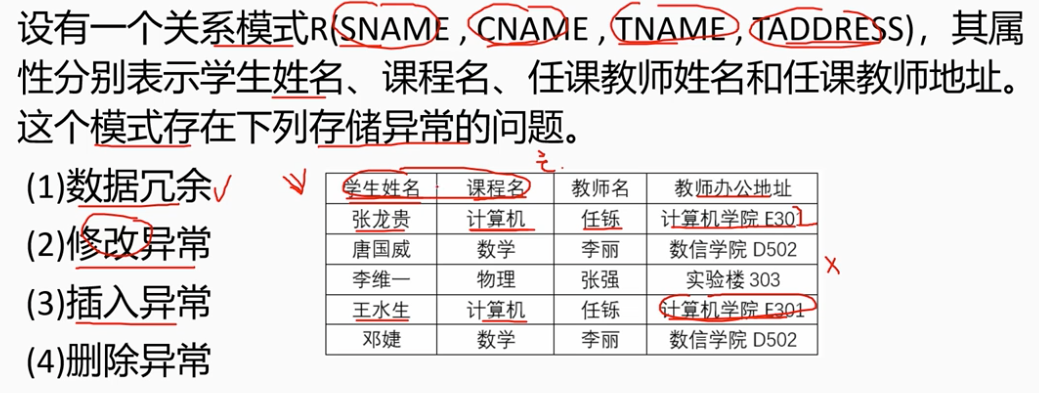 设有一个关系模式R(SNAME , CNAME , TNAME , TADDRESS)，其属
性分别表示学生姓名、课程名、任课教师姓名和任课教师地址。
这个模式存在下列存储异常的问题。
(1)数据冗余
(2)修改异常
(3)插入异常
(4)删除异常
学生姓名 课程名 教师名 教师办公地址
张龙贵 计算机 任铄 计算机学院 E301
唐国威 数学 李丽 数信学院 D502
李维一 物理 张强 实验楼 303
王水生 计算机 任铄 计算机学院 E301
邓婕 数学 李丽 数信学院 D502